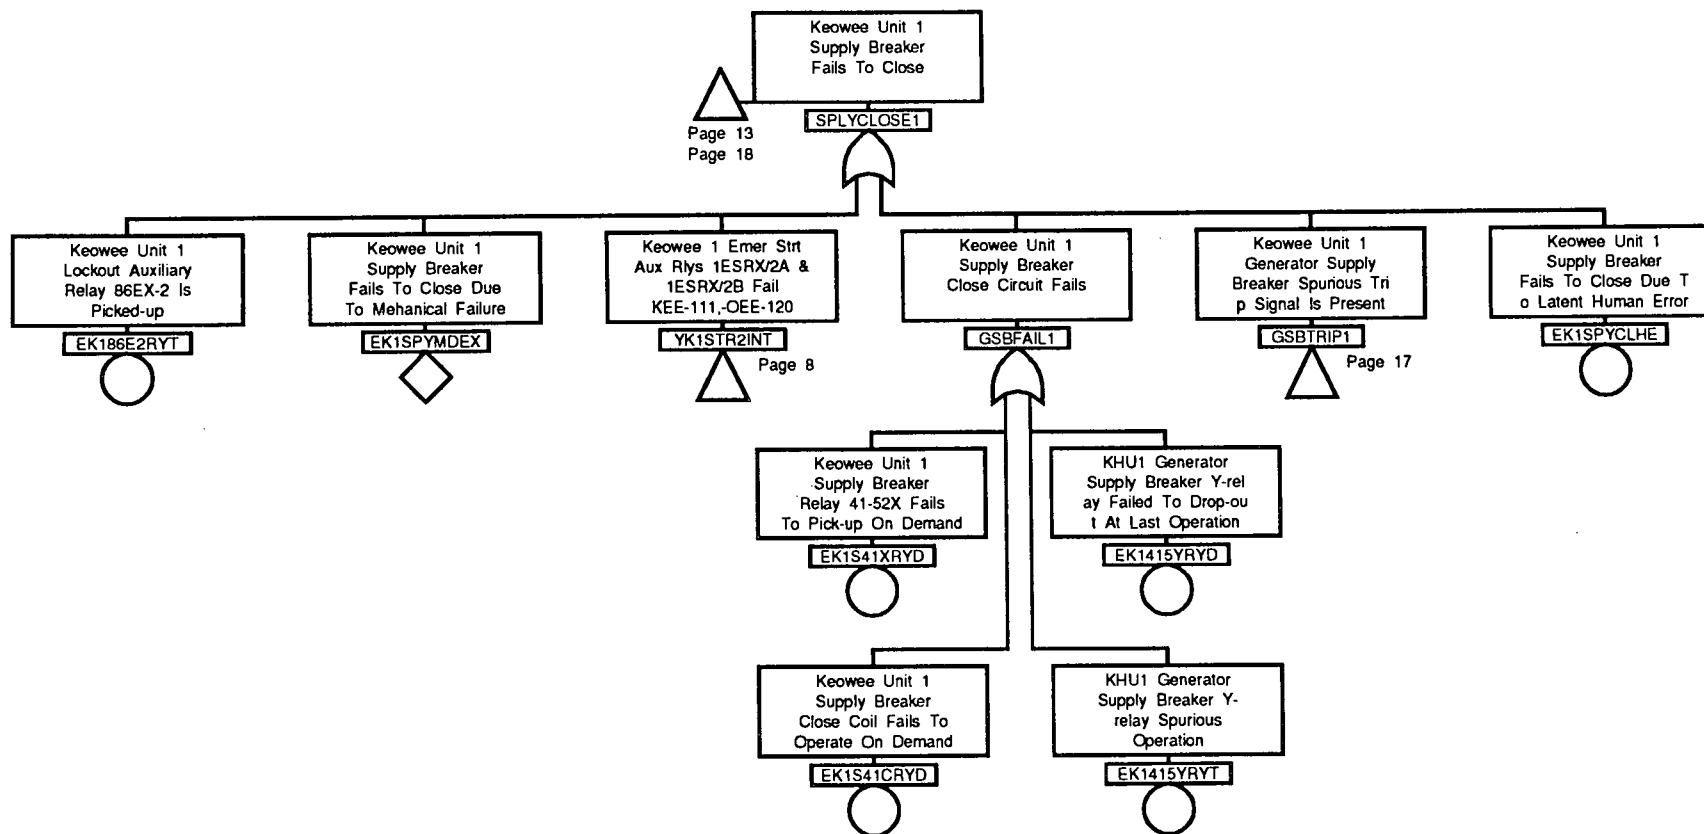 Keowee Unit 1
Supply Breaker
Fails To Close
SPLYCLOSE1
Page 13
Page 18
Keowee Unit 1
Lockout Auxiliary
Relay 86EX-2 Is
Picked-up
EK186E2RYT
Keowee Unit 1
Supply Breaker
Fails To Close Due
To Mehanical Failure
EK1SPYMDEX
Keowee 1 Emer Strt
Aux Rlys 1ESRX/2A &
1ESRX/2B Fail
KEE-111,-OEE-120
YK1STR2INT
Page 8
Keowee Unit 1
Supply Breaker
Close Circuit Fails
GSBFAIL1
Keowee Unit 1
Generator Supply
Breaker Spurious Tri
p Signal Is Present
GSBTRIP1
Page 17
Keowee Unit 1
Supply Breaker
Fails To Close Due T
o Latent Human Error
EK1SPYCLHE
Keowee Unit 1
Supply Breaker
Relay 41-52X Fails
To Pick-up On Demand
EK1S41XRYD
KHU1 Generator
Supply Breaker Y-rel
ay Failed To Drop-ou
t At Last Operation
EK1415YRYD
Keowee Unit 1
Supply Breaker
Close Coil Fails To
Operate On Demand
EK1S41CRYD
KHU1 Generator
Supply Breaker Y-
relay Spurious
Operation
EK1415YRYT